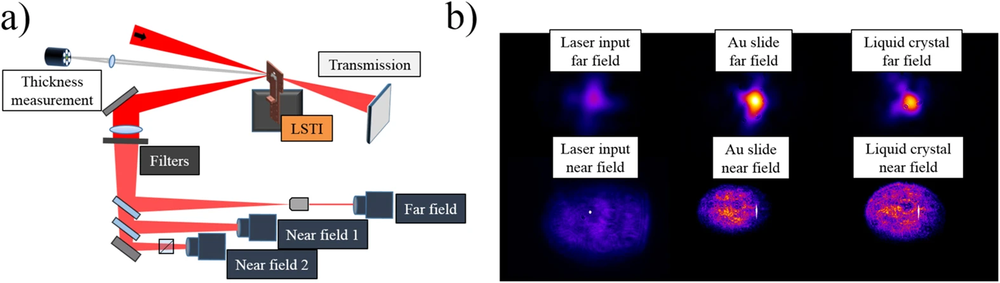 a)
Thickness
measurement
Transmission
LSTI
Filters
Far field
Near field 1
Near field 2
b)
Laser input
far field
Au slide
far field
Liquid crystal
far field
Laser input
near field
Au slide
near field
Liquid crystal
near field